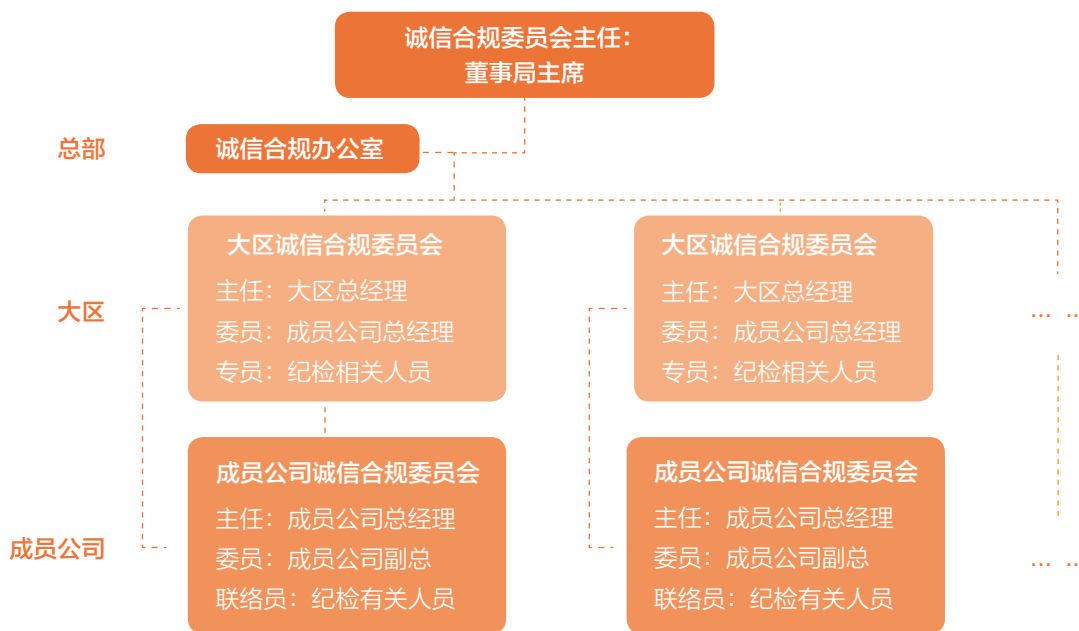 诚信合规委员会主任：
董事局主席
总部
诚信合规办公室
大区
大区诚信合规委员会
主任：大区总经理
委员：成员公司总经理
专员：纪检相关人员
大区诚信合规委员会
主任：大区总经理
委员：成员公司总经理
专员：纪检相关人员
... ..
成员公司
成员公司诚信合规委员会
主任：成员公司总经理
委员：成员公司副总
联络员：纪检有关人员
成员公司诚信合规委员会
主任：成员公司总经理
委员：成员公司副总
联络员：纪检有关人员
... ..